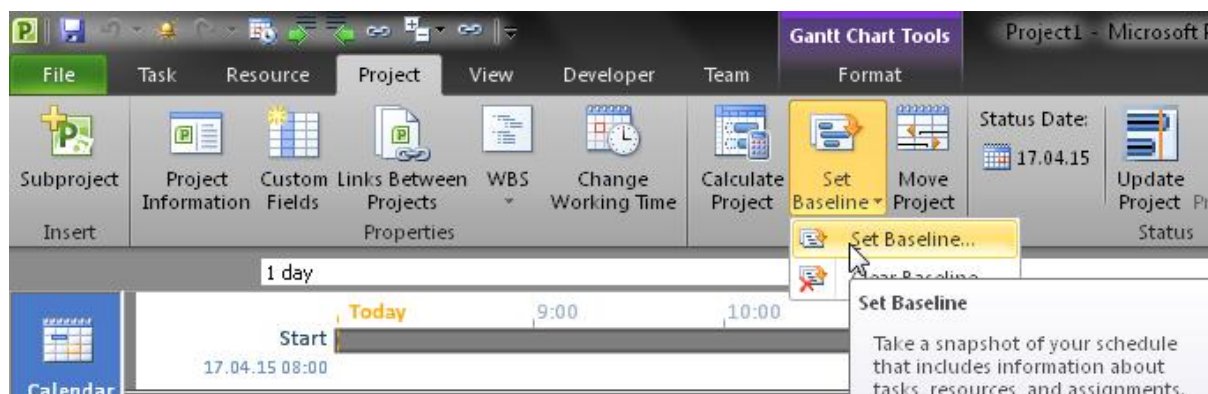 Gantt Chart Tools
Project1 - Microsoft
File Task Resource Project View Developer Team Format
Subproject
Project Information
Custom Fields
Links Between Projects
WBS
Change Working Time
Calculate Project
Set Baseline
Move Project
Status Date:
17.04.15
Update Project
Insert Properties Status
Set Baseline...
Clear Baseline
1 day
Set Baseline
Take a snapshot of your schedule
that includes information about
tasks, resources, and assignments.
Today 9:00 10:00
Start
17.04.15 08:00
Calendar